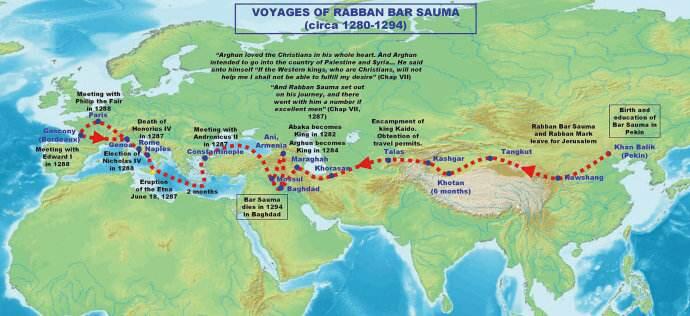 VOYAGES OF RABBAN BAR SAUMA
(circa 1280-1294)
"Arghun loved the Christians in his whole heart. And Arghun
intended to go into the country of Palestine and Syria... He said
unto himself "If the Western kings, who are Christians, will not
help me I shall not be able to fulfill my desire" (Chap VII)
"And Rabban Sauma set out
on his journey, and there
went with him a number if
excellent men" (Chap VII,
1287)
Meeting with
Philip the Fair
in 1288
Paris
Gascony
(Bordeaux)
Meeting with
Edward I
in 1288
Genoa
Death of
Honorius IV
in 1287
Rome
Naples
Election of
Nicholas IV
in 1288
Eruption
of the Etna
June 18, 1287
2 months
Meeting with
Andronicus II
in 1287
Constantinople
Ani,
Armenia
Abaka becomes
King in 1282
Arghun becomes
King in 1284
Maraghah
Mossul
Baghdad
Bar Sauma
dies in 1294
in Baghdad
Khorasan
Encampment of
king Kaido.
Obtention of
travel permits.
Talas
Kashgar
Khotan
(6 months)
Tangkut
Rabban Bar Sauma
and Rabban Mark
leave for Jerusalem
Kawshang
Birth and
education of
Bar Sauma in
Pekin
Khan Balik
(Pekin)